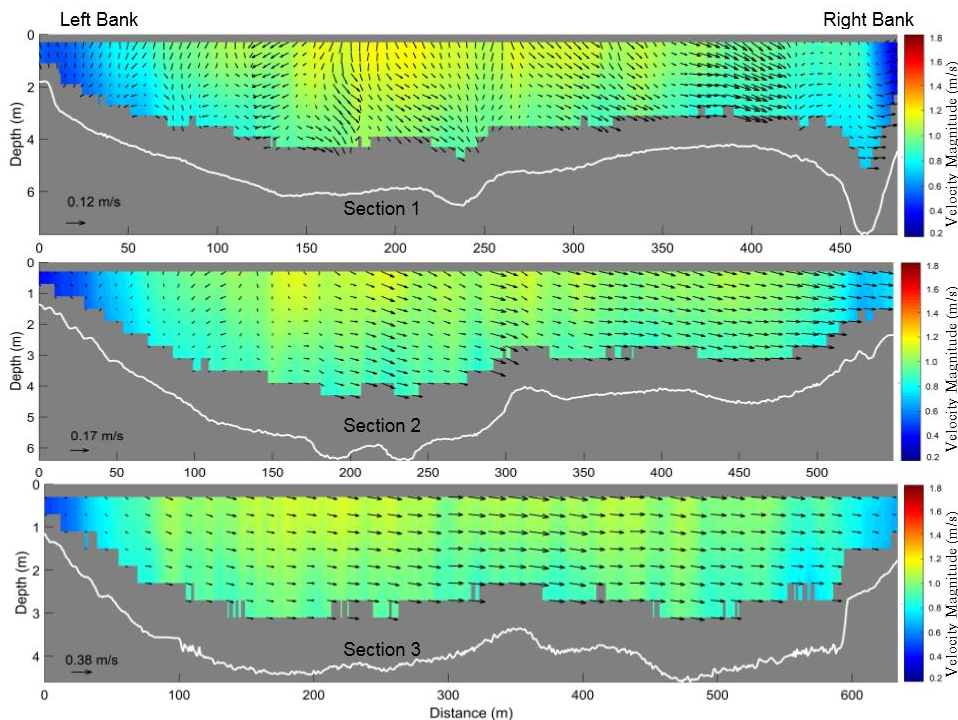 Left Bank Right Bank
0 2 4 6
Depth (m)
0.12 m/s
Section 1
0 50 100 150 200 250 300 350 400 450
1.8 1.6 1.4 1.2 1.0 0.8 0.6 0.4 0.2
Velocity Magnitude (m/s)
0 1 2 3 4 5 6
Depth (m)
0.17 m/s
Section 2
0 50 100 150 200 250 300 350 400 450 500
1.8 1.6 1.4 1.2 1.0 0.8 0.6 0.4 0.2
Velocity Magnitude (m/s)
0 1 2 3 4
Depth (m)
0.38 m/s
Section 3
0 100 200 300 400 500 600
Distance (m)
1.8 1.6 1.4 1.2 1.0 0.8 0.6 0.4 0.2
Velocity Magnitude (m/s)